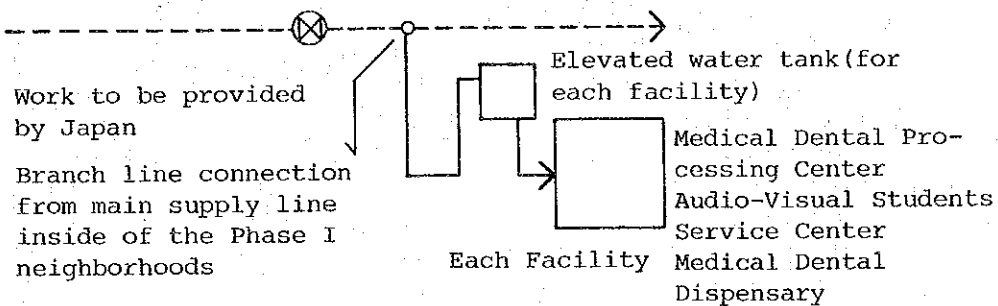 Elevated water tank(for
each facility)
Work to be provided
by Japan
Branch line connection
from main supply line
inside of the Phase I
neighborhoods
Each Facility
Medical Dental Pro-
cessing Center
Audio-Visual Students
Service Center
Medical Dental
Dispensary